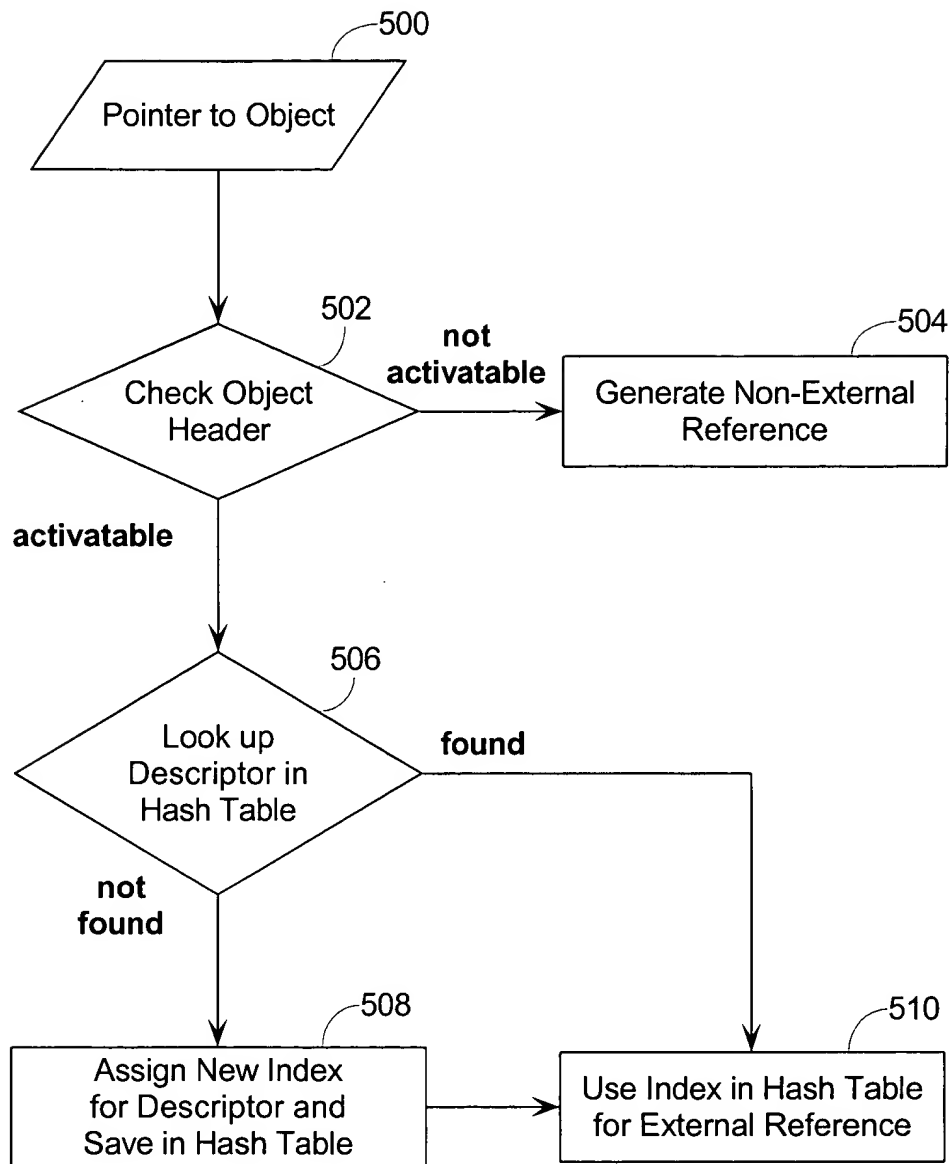 500
Pointer to Object
502
Check Object
Header
not
activatable
504
Generate Non-External
Reference
activatable
506
Look up
Descriptor in
Hash Table
found
not
found
508
Assign New Index
for Descriptor and
Save in Hash Table
510
Use Index in Hash Table
for External Reference